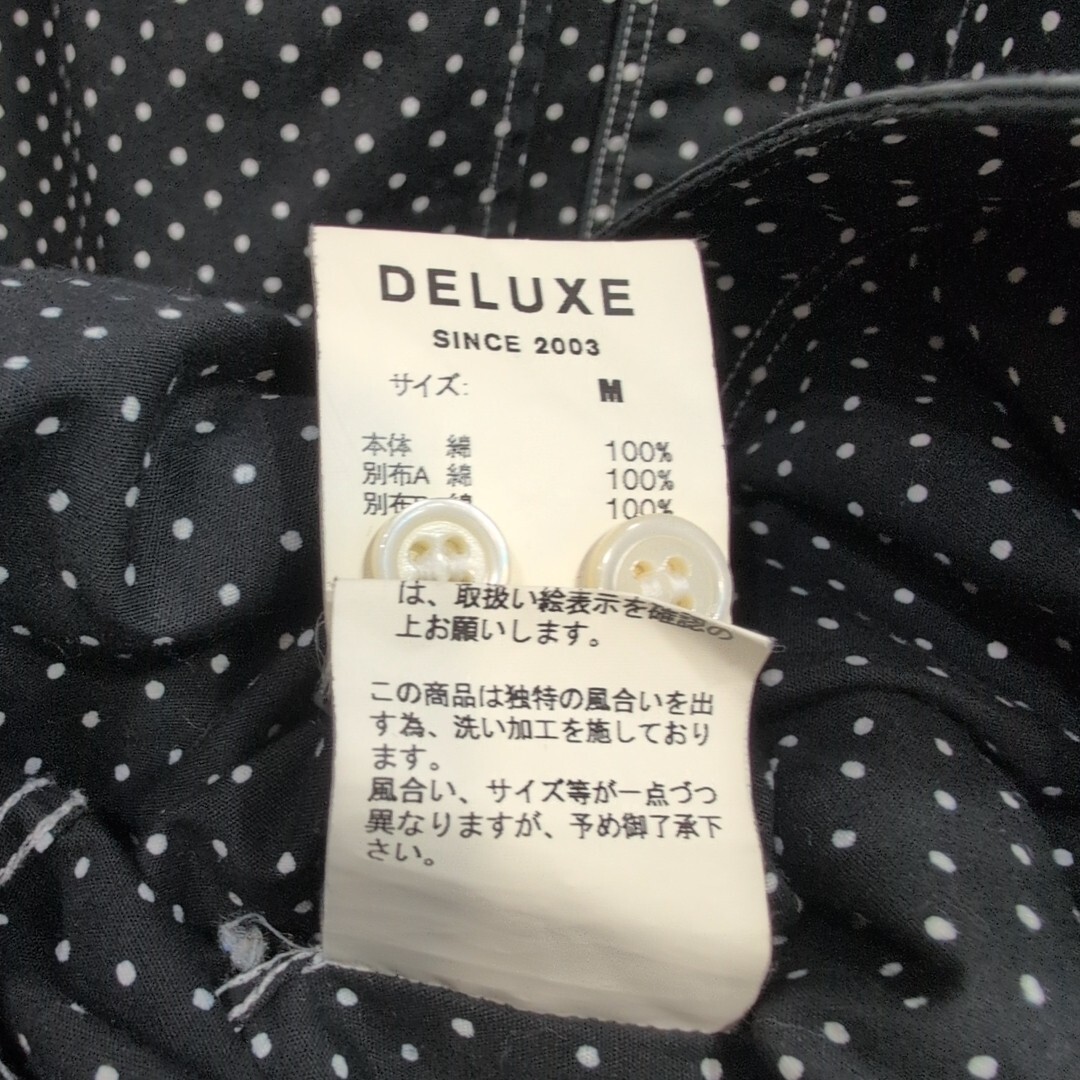 DELUXE
SINCE 2003
サイズ: M
本体 綿 100%
別布A 綿 100%
別布 綿 100%
は、取扱い絵表示を確認の
上お願いします。
この商品は独特の風合いを出
す為、洗い加工を施しており
ます。
風合い、サイズ等が一点づつ
異なりますが、予め御了承下
さい。